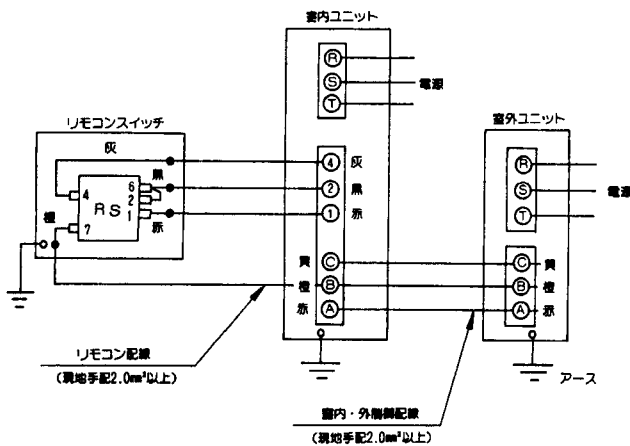 室内ユニット
R
S
T
電源
リモコンスイッチ
灰
黒
4
6
2
RS
1
7
赤
橙
4 灰
2 黒
1 赤
黄 C
橙 B
赤 A
室外ユニット
R
S
T
電源
C 黄
B 橙
A 赤
アース
リモコン配線
(現地手配2.0mm²以上)
室内・外制御配線
(現地手配2.0mm²以上)